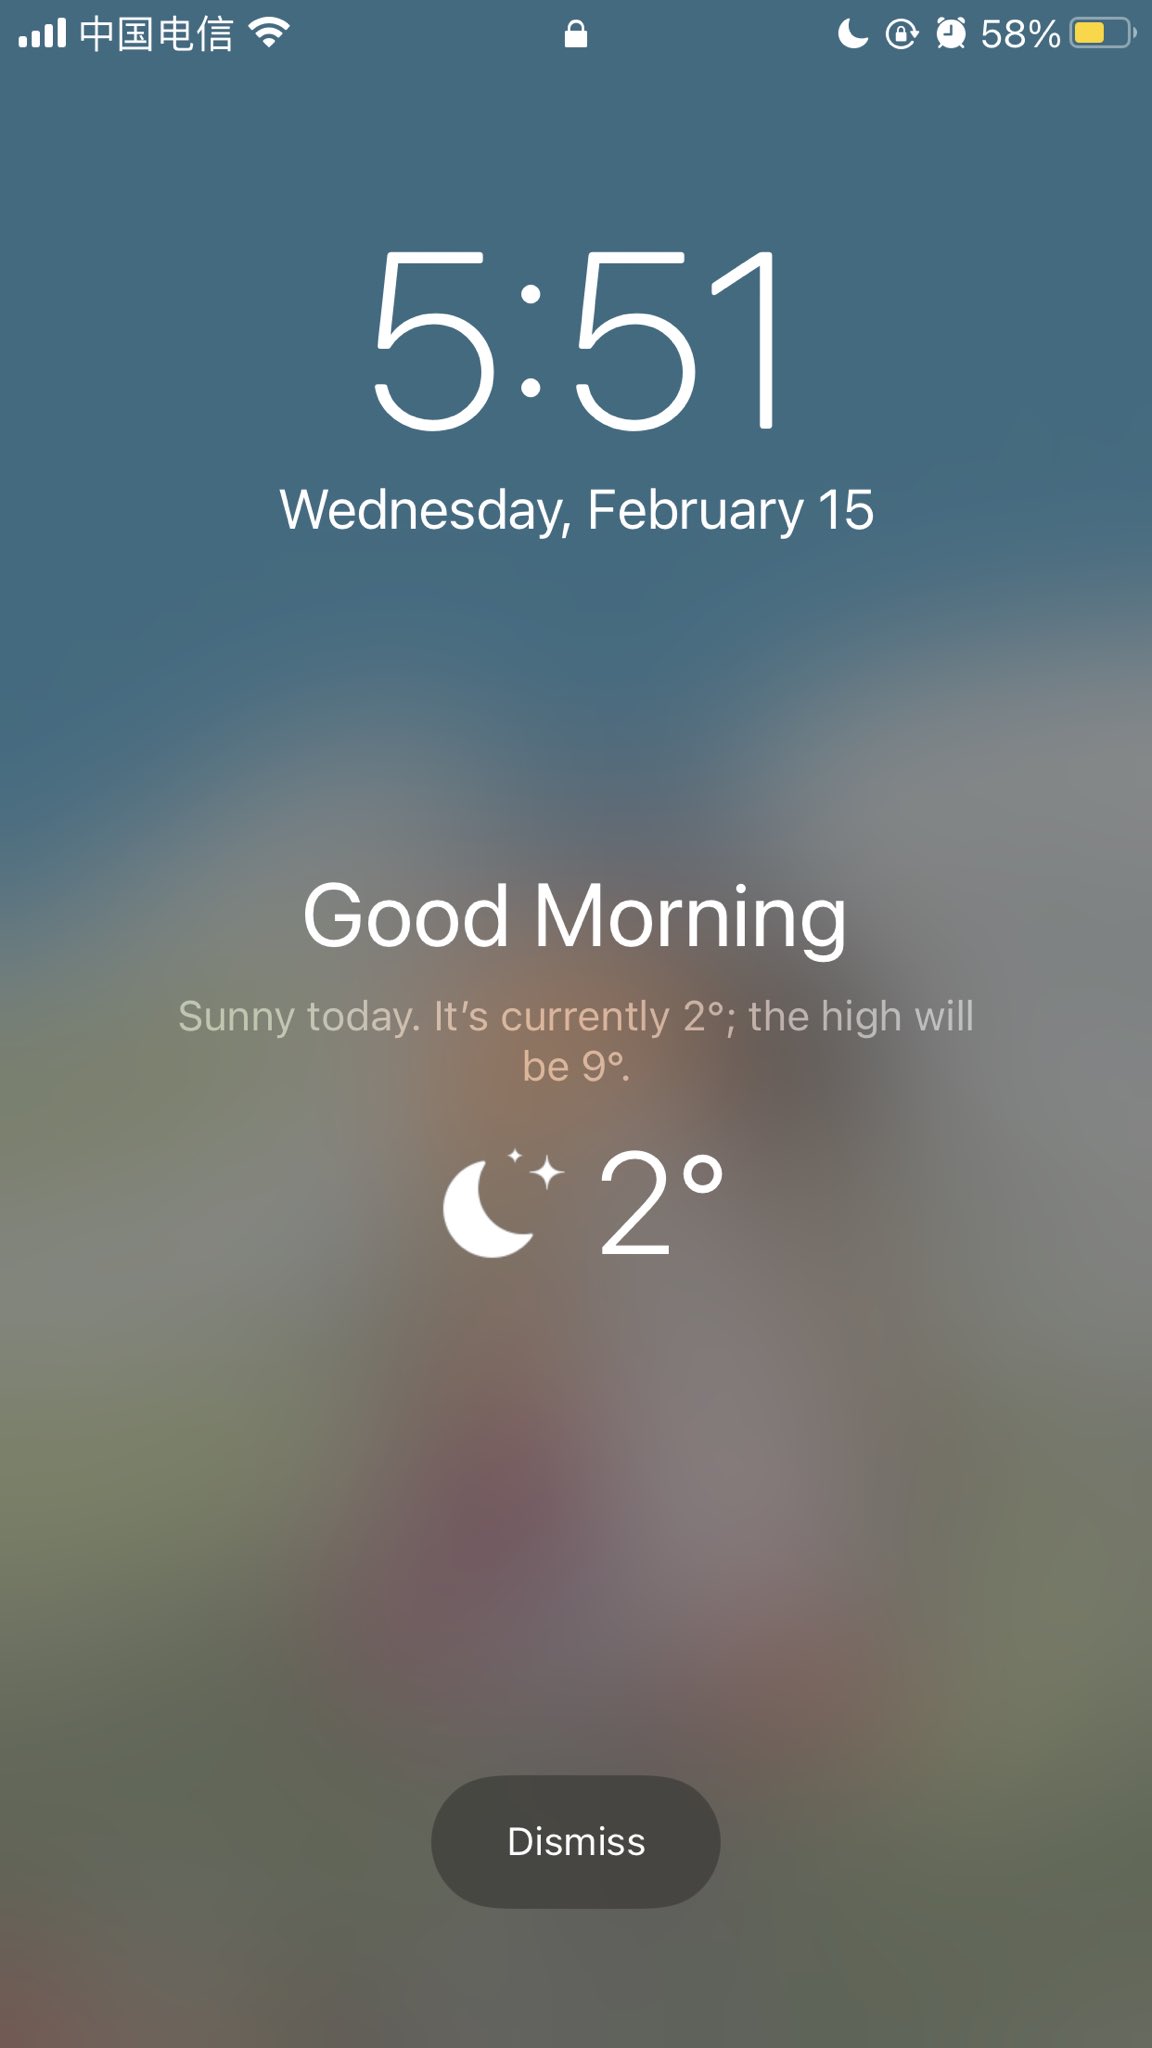 中国电信
58%
5:51
Wednesday, February 15
Good Morning
Sunny today. It’s currently 2°; the high will
be 9°.
2°
Dismiss